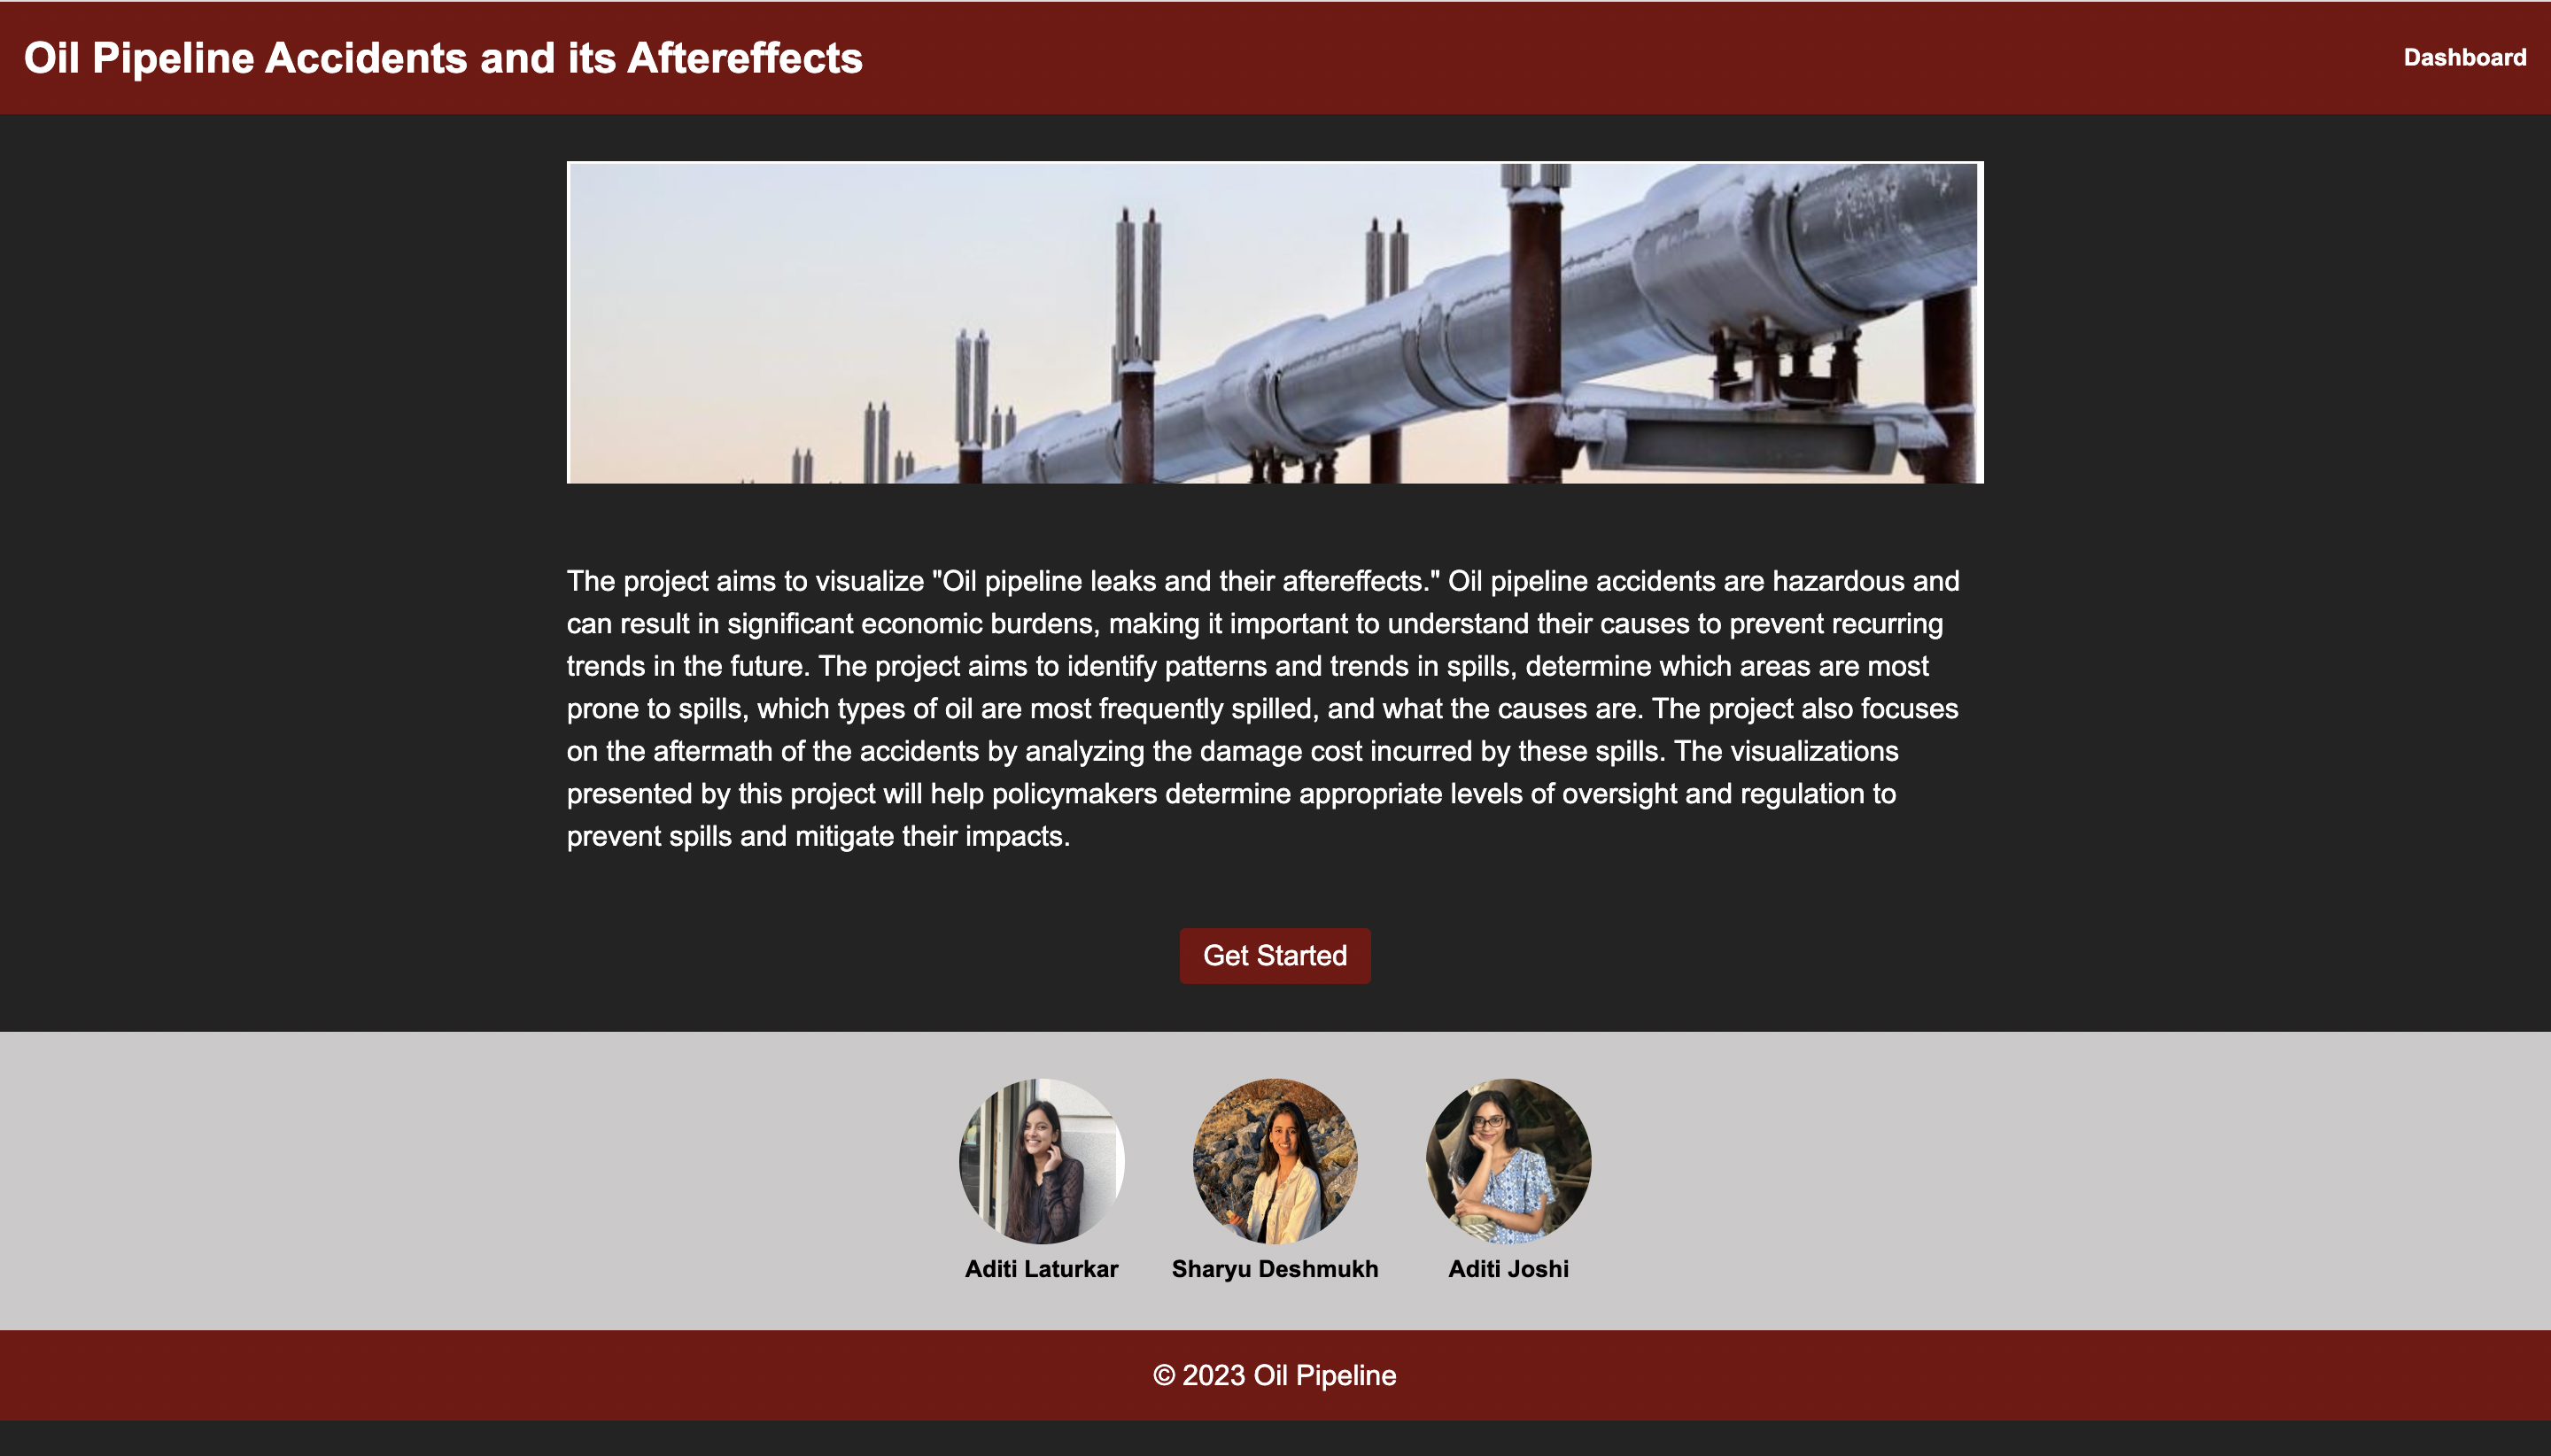 Oil Pipeline Accidents and its Aftereffects
Dashboard
The project aims to visualize "Oil pipeline leaks and their aftereffects." Oil pipeline accidents are hazardous and
can result in significant economic burdens, making it important to understand their causes to prevent recurring
trends in the future. The project aims to identify patterns and trends in spills, determine which areas are most
prone to spills, which types of oil are most frequently spilled, and what the causes are. The project also focuses
on the aftermath of the accidents by analyzing the damage cost incurred by these spills. The visualizations
presented by this project will help policymakers determine appropriate levels of oversight and regulation to
prevent spills and mitigate their impacts.
Get Started
Aditi Laturkar
Sharyu Deshmukh
Aditi Joshi
© 2023 Oil Pipeline